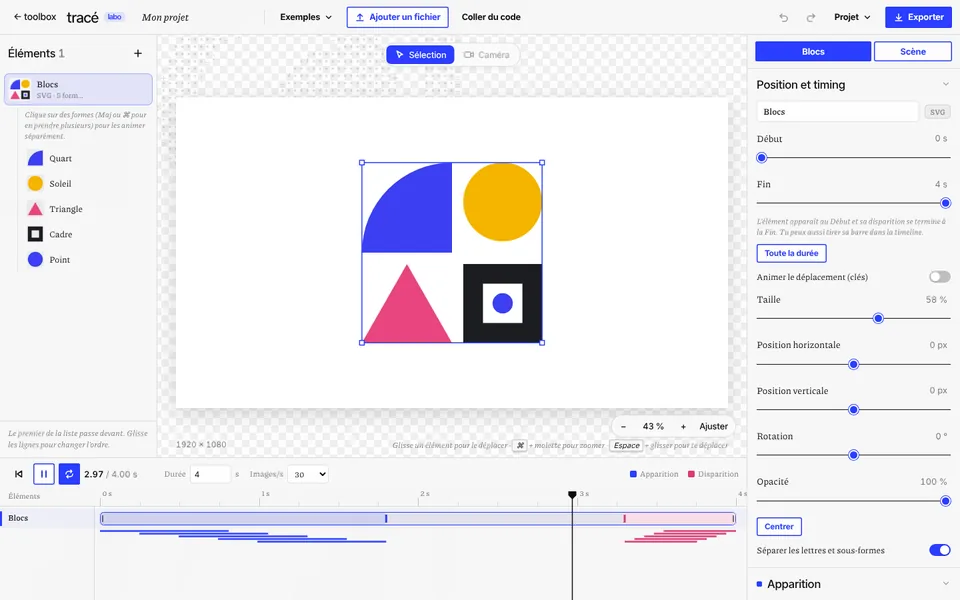 toolbox tracé labo Mon projet Exemples Ajouter un fichier Coller du code Projet Exporter
Éléments 1
Sélection Caméra
Blocs
SVG · 5 form...
Clique sur des formes (Maj ou ⌘ pour
en prendre plusieurs) pour les animer
séparément.
Quart
Soleil
Triangle
Cadre
Point
Le premier de la liste passe devant. Glisse
les lignes pour changer l'ordre.
− 43 % + Ajuster
1920 × 1080
Glisse un élément pour le déplacer · ⌘ + molette pour zoomer · Espace + glisser pour te déplacer
Blocs Scène
Position et timing
Blocs SVG
Début 0 s
Fin 4 s
L'élément apparaît au Début et sa disparition se termine à
la Fin. Tu peux aussi tirer sa barre dans la timeline.
Toute la durée
Animer le déplacement (clés)
Taille 58 %
Position horizontale 0 px
Position verticale 0 px
Rotation 0 °
Opacité 100 %
Centrer
Séparer les lettres et sous-formes
Apparition
2.97 / 4.00 s Durée 4 s Images/s 30 Apparition Disparition
Éléments 0 s 1 s 2 s 3 s 4 s
Blocs